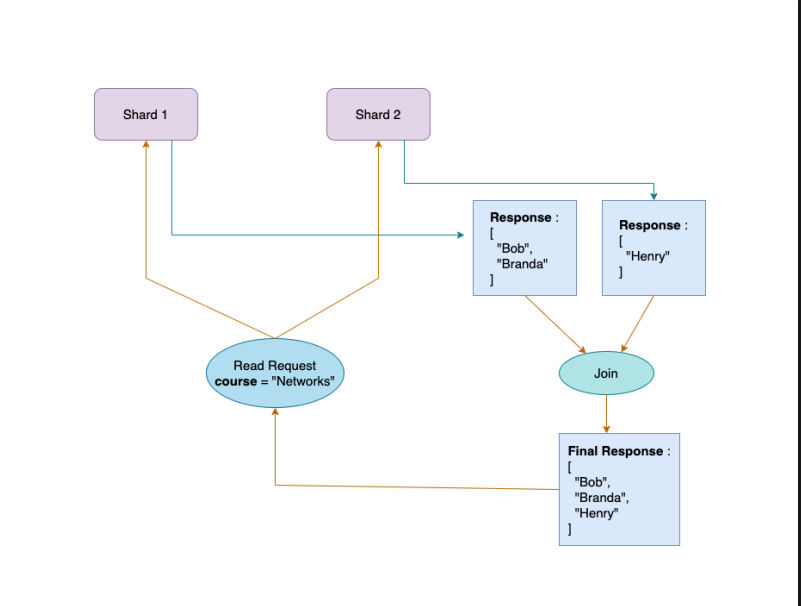 Shard 1
Shard 2
Response :
[
"Bob",
"Branda"
]
Response :
[
"Henry"
]
Read Request
course = "Networks"
Join
Final Response :
[
"Bob",
"Branda",
"Henry"
]